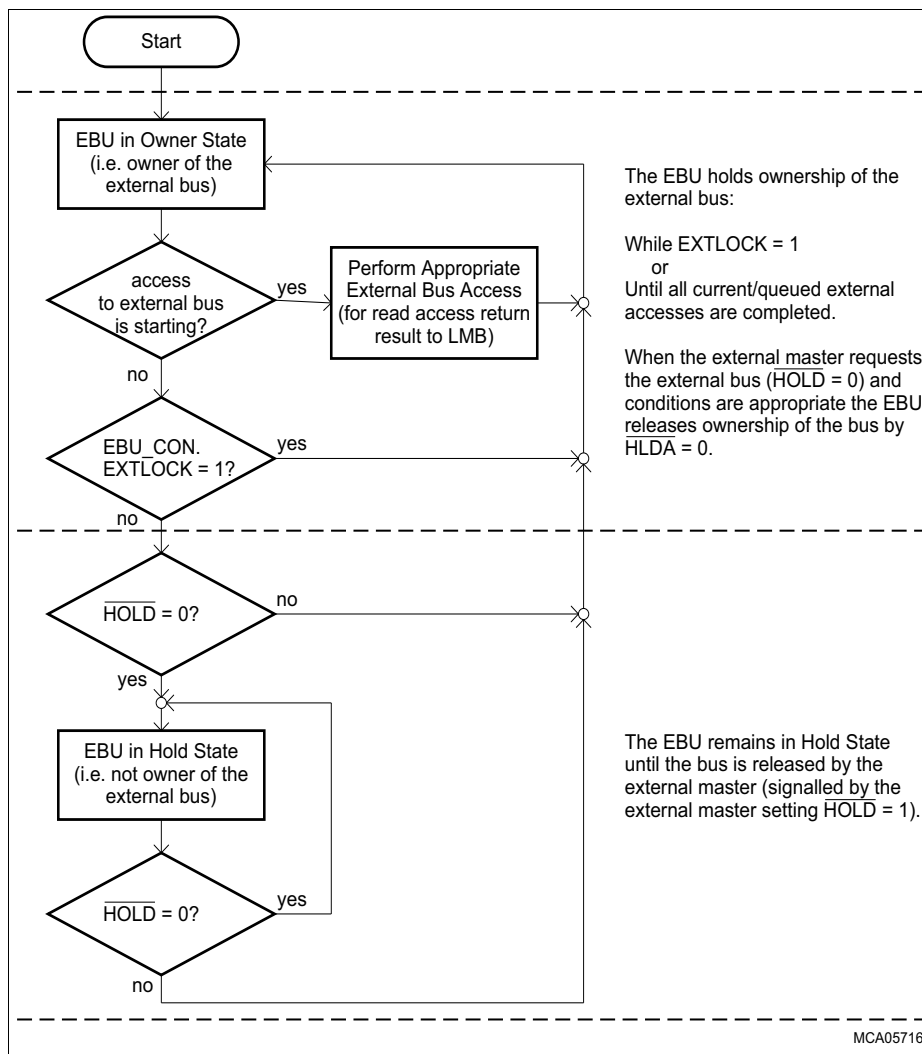 Start
EBU in Owner State
(i.e. owner of the
external bus)
access
to external bus
is starting?
yes
Perform Appropriate
External Bus Access
(for read access return
result to LMB)
no
EBU_CON.
EXTLOCK = 1?
yes
no
The EBU holds ownership of the
external bus:
While EXTLOCK = 1
or
Until all current/queued external
accesses are completed.
When the external master requests
the external bus (H̅O̅L̅D̅ = 0) and
conditions are appropriate the EBU
releases ownership of the bus by
H̅L̅D̅A̅ = 0.
H̅O̅L̅D̅ = 0?
no
yes
EBU in Hold State
(i.e. not owner of the
external bus)
H̅O̅L̅D̅ = 0?
yes
no
The EBU remains in Hold State
until the bus is released by the
external master (signalled by the
external master setting H̅O̅L̅D̅ = 1).
MCA05716